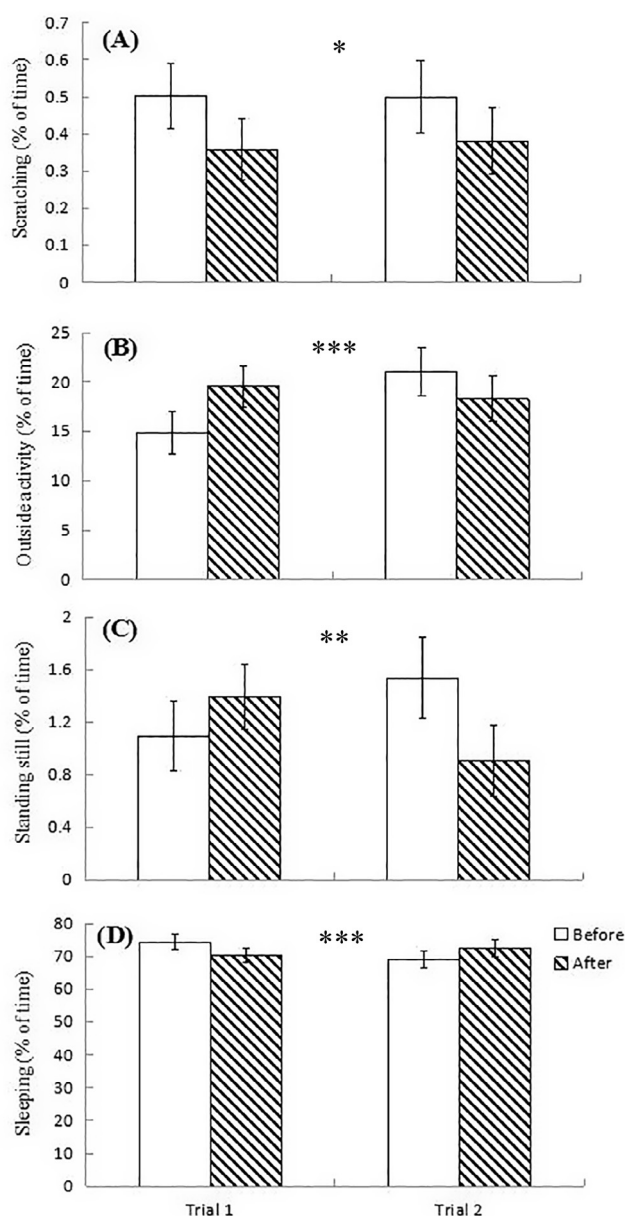 (A)
*
Scratching (% of time)
0.7
0.6
0.5
0.4
0.3
0.2
0.1
0
(B)
***
Outside activity (% of time)
25
20
15
10
5
0
(C)
**
Standing still (% of time)
2
1.6
1.2
0.8
0.4
0
(D)
***
Sleeping (% of time)
80
70
60
50
40
30
20
10
0
Before
After
Trial 1
Trial 2